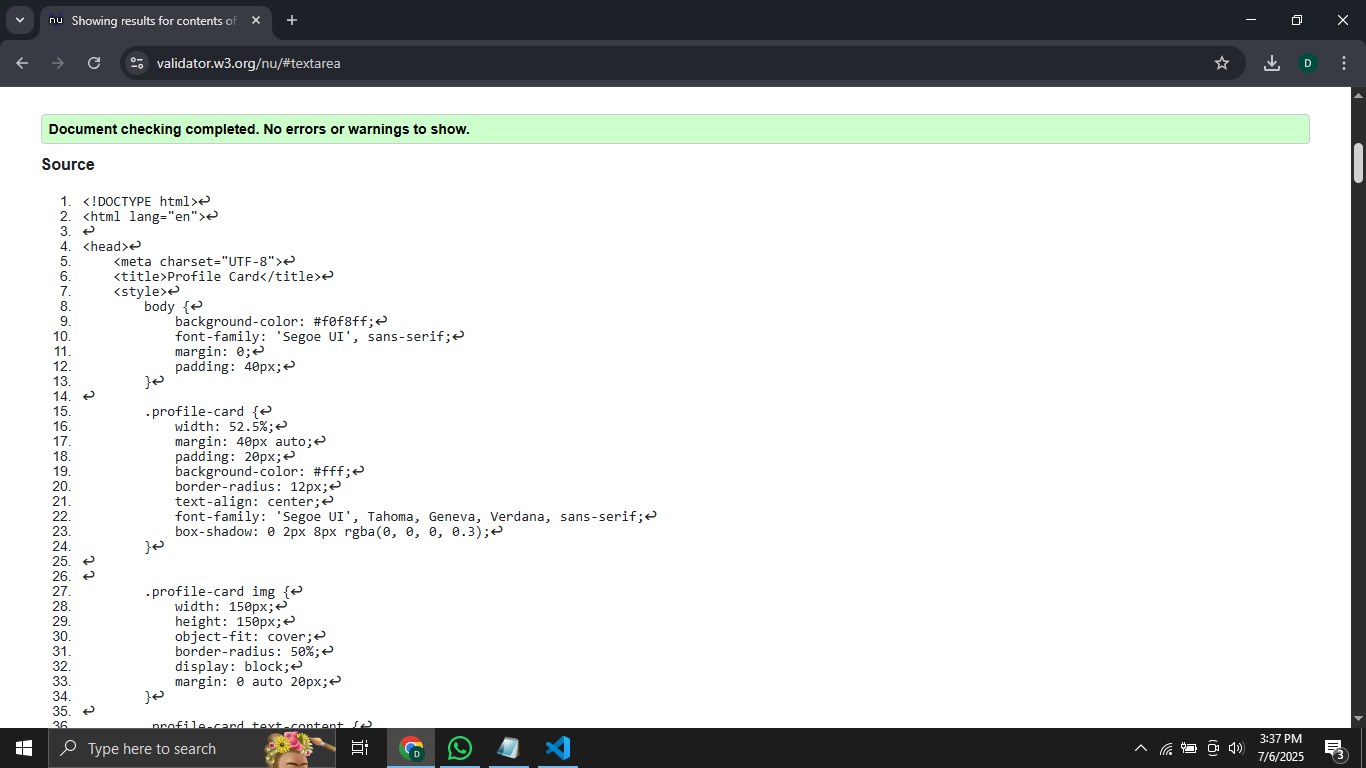 nu Showing results for contents of
validator.w3.org/nu/#textarea
D
Document checking completed. No errors or warnings to show.
Source
1. <!DOCTYPE html>↩
2. <html lang="en">↩
3. ↩
4. <head>↩
5. <meta charset="UTF-8">↩
6. <title>Profile Card</title>↩
7. <style>↩
8. body {↩
9. background-color: #f0f8ff;↩
10. font-family: 'Segoe UI', sans-serif;↩
11. margin: 0;↩
12. padding: 40px;↩
13. }↩
14. ↩
15. .profile-card {↩
16. width: 52.5%;↩
17. margin: 40px auto;↩
18. padding: 20px;↩
19. background-color: #fff;↩
20. border-radius: 12px;↩
21. text-align: center;↩
22. font-family: 'Segoe UI', Tahoma, Geneva, Verdana, sans-serif;↩
23. box-shadow: 0 2px 8px rgba(0, 0, 0, 0.3);↩
24. }↩
25. ↩
26. ↩
27. .profile-card img {↩
28. width: 150px;↩
29. height: 150px;↩
30. object-fit: cover;↩
31. border-radius: 50%;↩
32. display: block;↩
33. margin: 0 auto 20px;↩
34. }↩
35. ↩
36. .profile-card text-content {↩
Type here to search
D
3:37 PM
7/6/2025
3